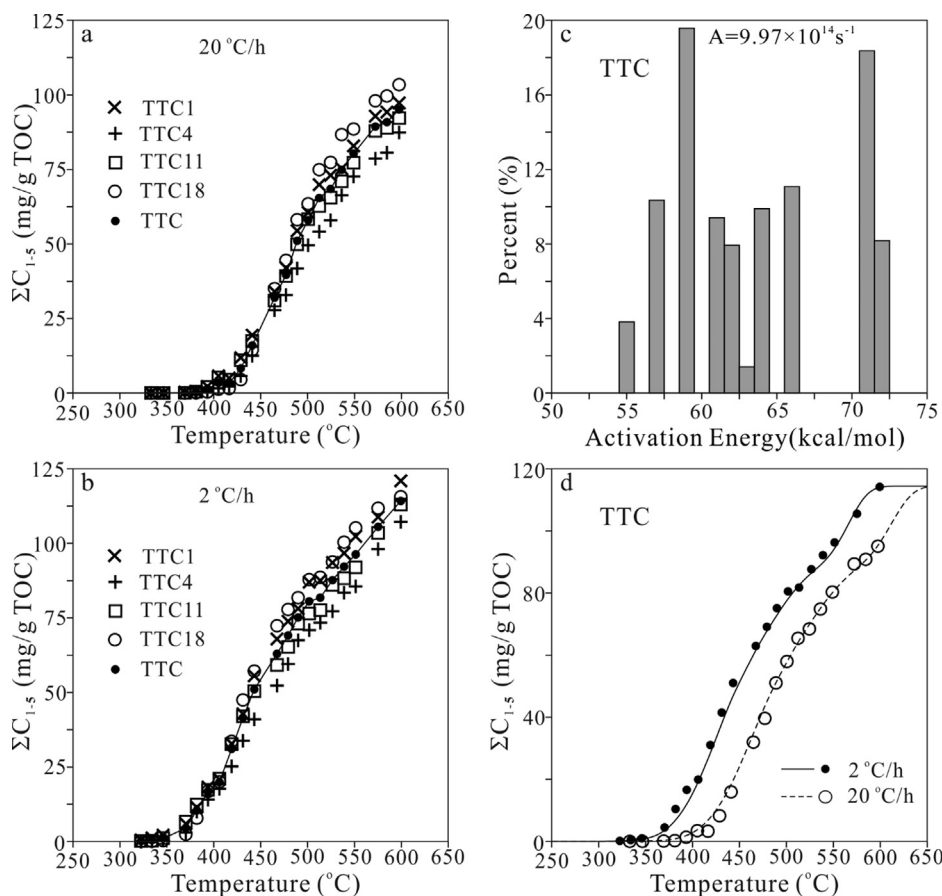 a
20 °C/h
TTC1
TTC4
TTC11
TTC18
TTC
ΣC₁₋₅ (mg/g TOC)
125
100
75
50
25
0
250 300 350 400 450 500 550 600 650
Temperature (°C)
c
A=9.97×10¹⁴s⁻¹
TTC
Percent (%)
20
16
12
8
4
0
50 55 60 65 70 75
Activation Energy(kcal/mol)
b
2 °C/h
TTC1
TTC4
TTC11
TTC18
TTC
ΣC₁₋₅ (mg/g TOC)
125
100
75
50
25
0
250 300 350 400 450 500 550 600 650
Temperature (°C)
d
TTC
ΣC₁₋₅ (mg/g TOC)
120
80
40
0
2 °C/h
20 °C/h
250 300 350 400 450 500 550 600 650
Temperature (°C)